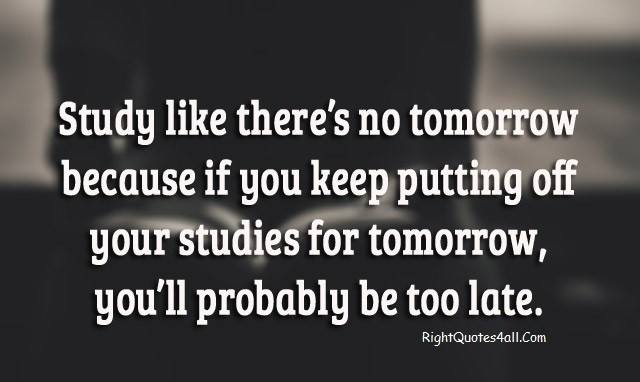 Study like there's no tomorrow
because if you keep putting off
your studies for tomorrow,
you'll probably be too late.
RightQuotes4all.Com